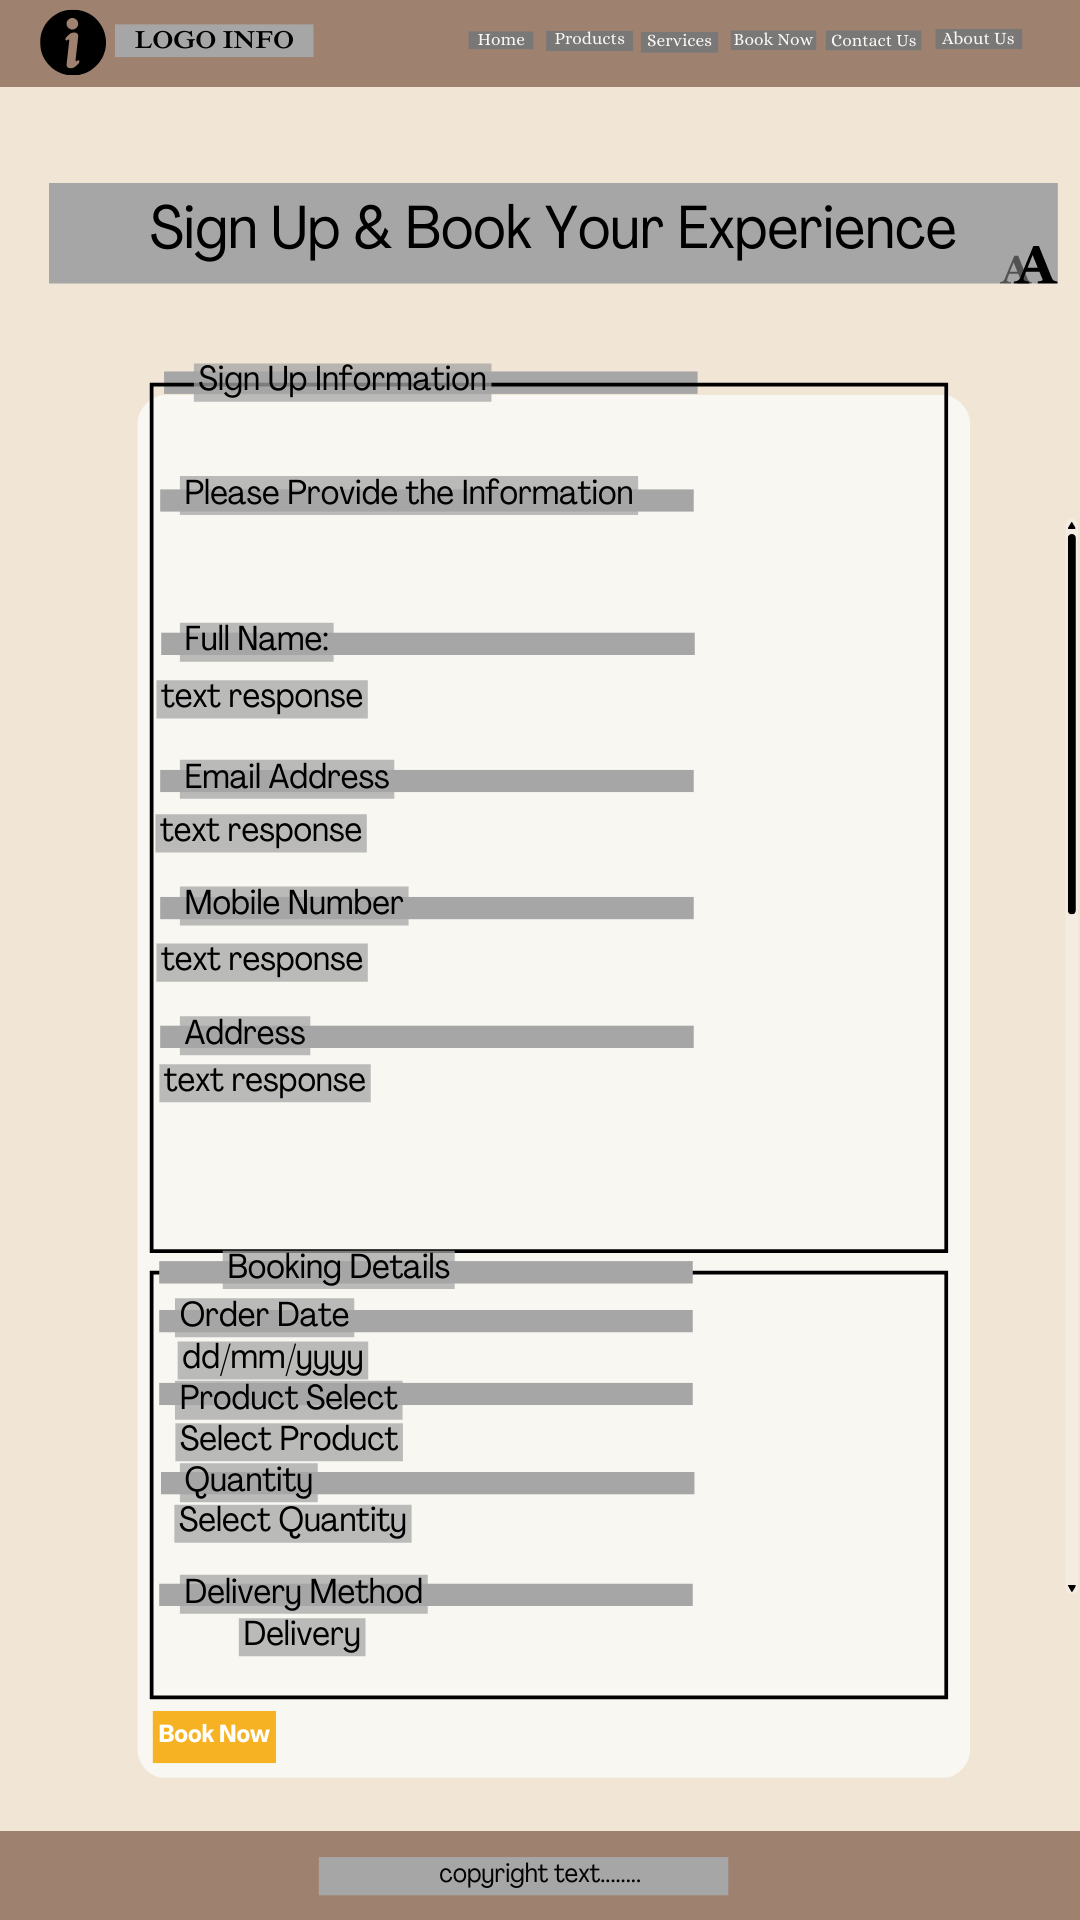 i
LOGO INFO
Home
Products
Services
Book Now
Contact Us
About Us
Sign Up & Book Your Experience
AA
Sign Up Information
Please Provide the Information
Full Name:
text response
Email Address
text response
Mobile Number
text response
Address
text response
Booking Details
Order Date
dd/mm/yyyy
Product Select
Select Product
Quantity
Select Quantity
Delivery Method
Delivery
Book Now
copyright text........